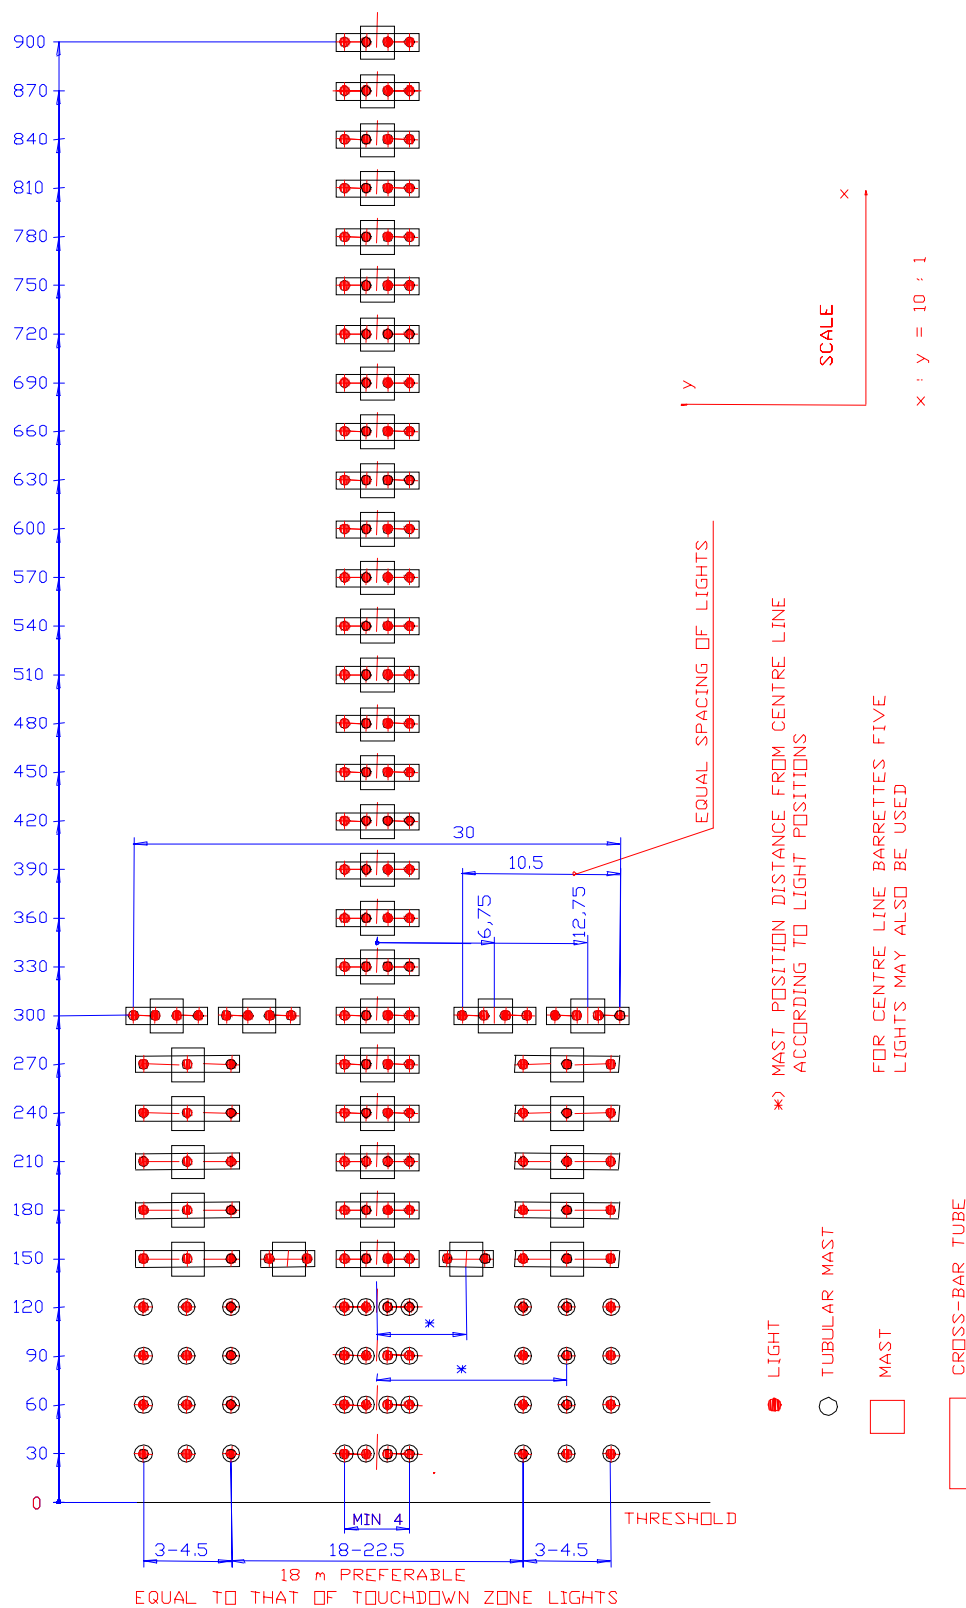 900
870
840
810
780
750
720
690
660
630
600
570
540
510
480
450
420
390
360
330
300
270
240
210
180
150
120
90
60
30
0
x
y
SCALE
x : y = 10 : 1
EQUAL SPACING OF LIGHTS
30
10.5
6,75
12,75
*) MAST POSITION DISTANCE FROM CENTRE LINE
ACCORDING TO LIGHT POSITIONS
FOR CENTRE LINE BARRETTES FIVE
LIGHTS MAY ALSO BE USED
*
*
LIGHT
TUBULAR MAST
MAST
CROSS-BAR TUBE
THRESHOLD
MIN 4
3-4.5
18-22.5
3-4.5
18 m PREFERABLE
EQUAL TO THAT OF TOUCHDOWN ZONE LIGHTS